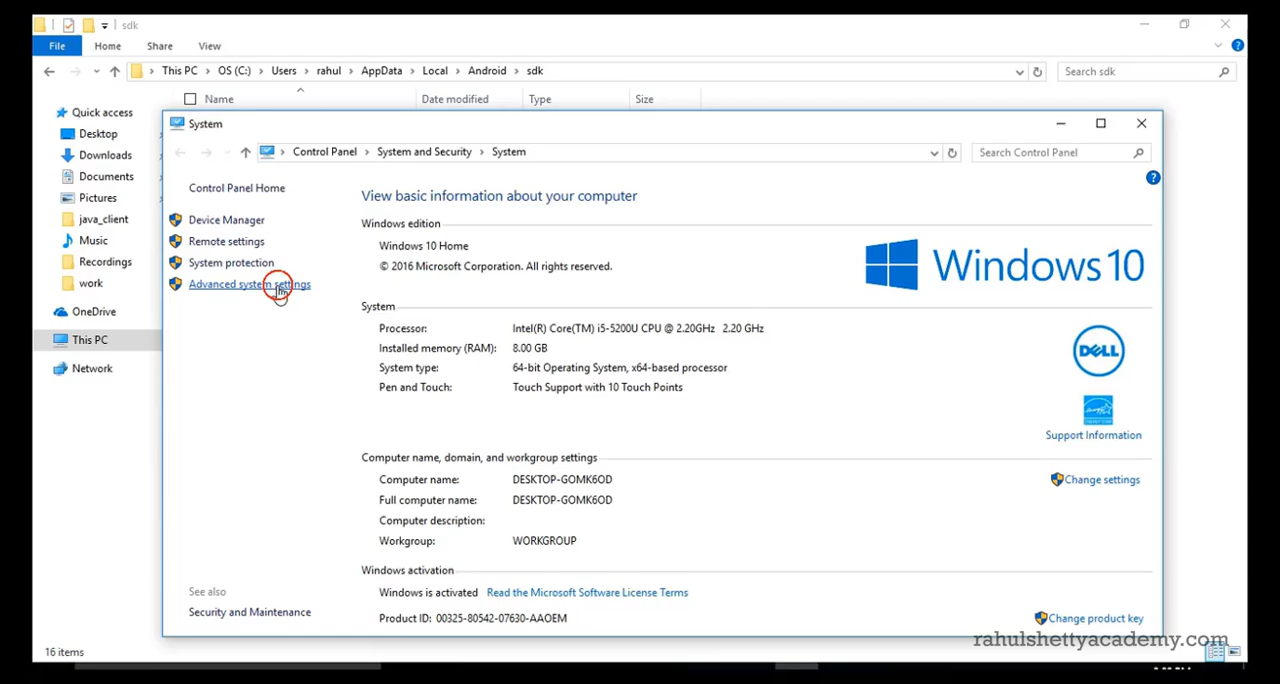 sdk
File Home Share View
This PC > OS (C:) > Users > rahul > AppData > Local > Android > sdk
Search sdk
Name Date modified Type Size
Quick access
Desktop
Downloads
Documents
Pictures
java_client
Music
Recordings
work
OneDrive
This PC
Network
16 items
System
Control Panel > System and Security > System
Search Control Panel
Control Panel Home
Device Manager
Remote settings
System protection
Advanced system settings
See also
Security and Maintenance
View basic information about your computer
Windows edition
Windows 10 Home
© 2016 Microsoft Corporation. All rights reserved.
Windows 10
System
Processor: Intel(R) Core(TM) i5-5200U CPU @ 2.20GHz 2.20 GHz
Installed memory (RAM): 8.00 GB
System type: 64-bit Operating System, x64-based processor
Pen and Touch: Touch Support with 10 Touch Points
DELL
Support Information
Computer name, domain, and workgroup settings
Computer name: DESKTOP-GOMK6OD
Full computer name: DESKTOP-GOMK6OD
Computer description:
Workgroup: WORKGROUP
Change settings
Windows activation
Windows is activated Read the Microsoft Software License Terms
Product ID: 00325-80542-07630-AAOEM
Change product key
rahulshettyacademy.com